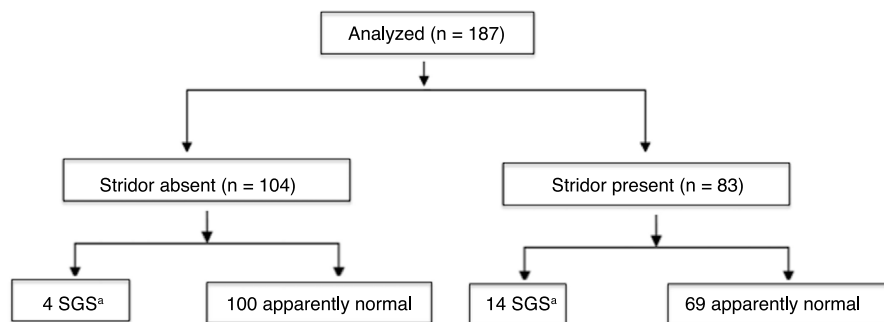 Analyzed (n = 187)
Stridor absent (n = 104)
Stridor present (n = 83)
4 SGSᵃ
100 apparently normal
14 SGSᵃ
69 apparently normal